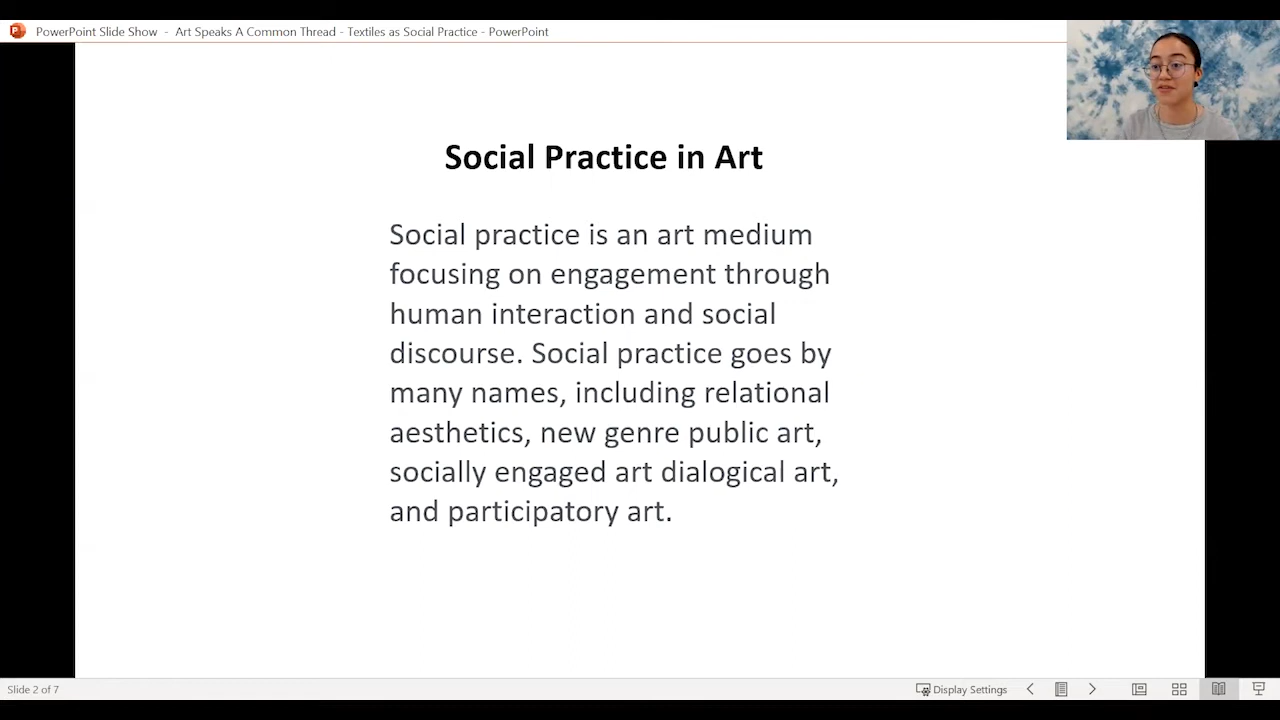 PowerPoint Slide Show - Art Speaks A Common Thread - Textiles as Social Practice - PowerPoint
Social Practice in Art
Social practice is an art medium
focusing on engagement through
human interaction and social
discourse. Social practice goes by
many names, including relational
aesthetics, new genre public art,
socially engaged art dialogical art,
and participatory art.
Slide 2 of 7
Display Settings